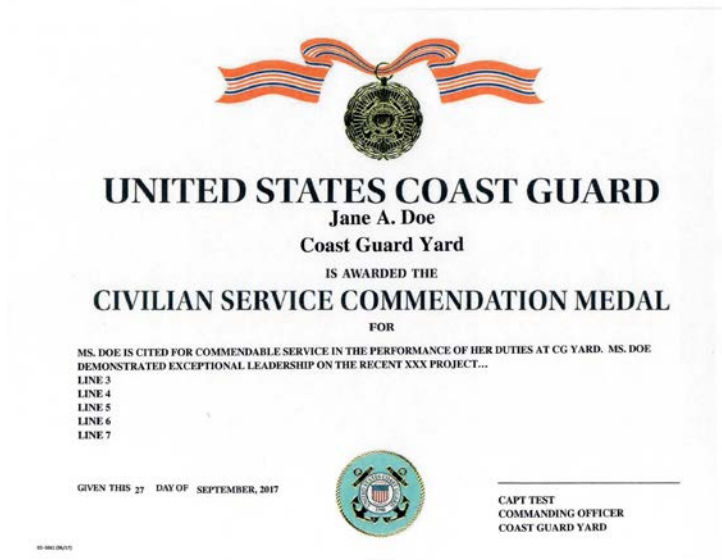 UNITED STATES COAST GUARD
Jane A. Doe
Coast Guard Yard
IS AWARDED THE
CIVILIAN SERVICE COMMENDATION MEDAL
FOR
MS. DOE IS CITED FOR COMMENDABLE SERVICE IN THE PERFORMANCE OF HER DUTIES AT CG YARD. MS. DOE
DEMONSTRATED EXCEPTIONAL LEADERSHIP ON THE RECENT XXX PROJECT...
LINE 3
LINE 4
LINE 5
LINE 6
LINE 7
GIVEN THIS 27 DAY OF SEPTEMBER, 2017
CAPT TEST
COMMANDING OFFICER
COAST GUARD YARD